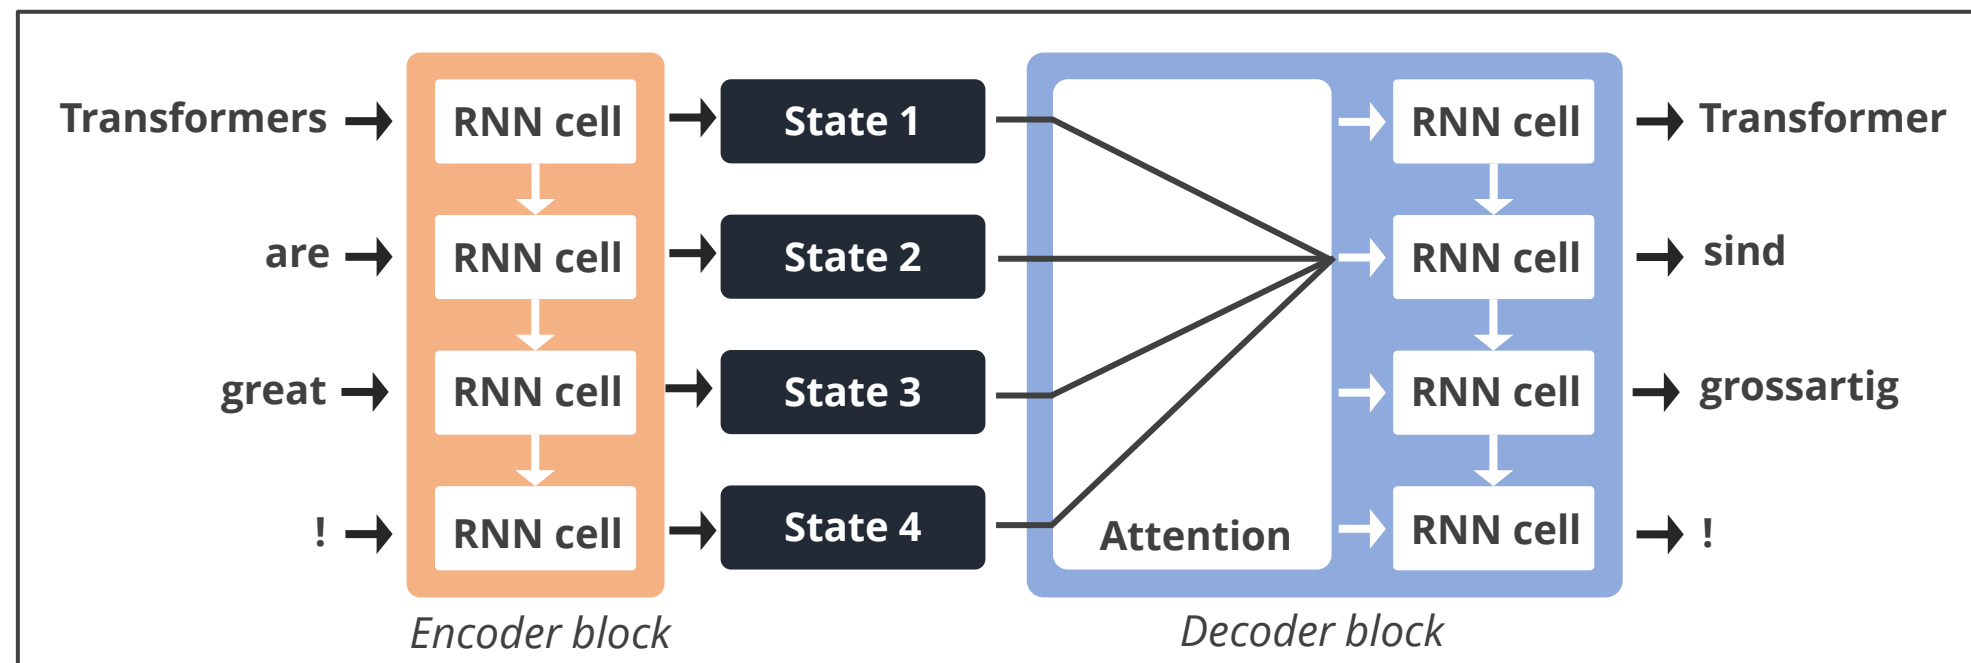 Transformers RNN cell State 1 RNN cell Transformer
are RNN cell State 2 RNN cell sind
great RNN cell State 3 RNN cell grossartig
! RNN cell State 4 Attention RNN cell !
Encoder block Decoder block